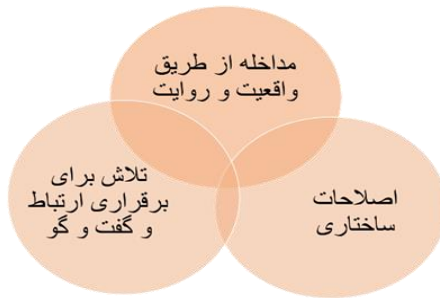 مداخله از طریق
واقعیت و روایت
تلاش برای
برقراری ارتباط
و گفت و گو
اصلاحات
ساختاری